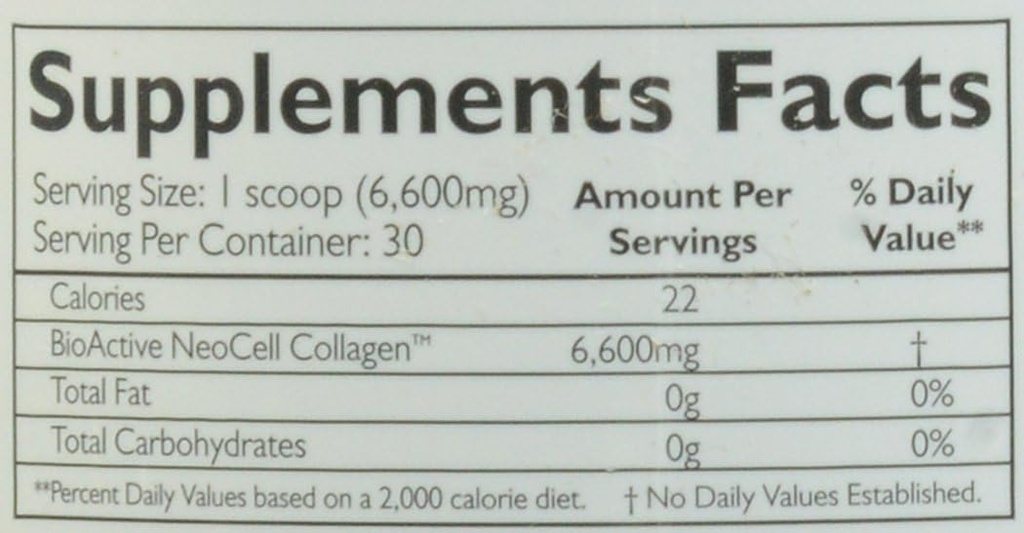 Supplements Facts
Serving Size: 1 scoop (6,600mg) Amount Per % Daily
Serving Per Container: 30 Servings Value**
Calories 22
BioActive NeoCell Collagen™ 6,600mg †
Total Fat 0g 0%
Total Carbohydrates 0g 0%
**Percent Daily Values based on a 2,000 calorie diet. † No Daily Values Established.